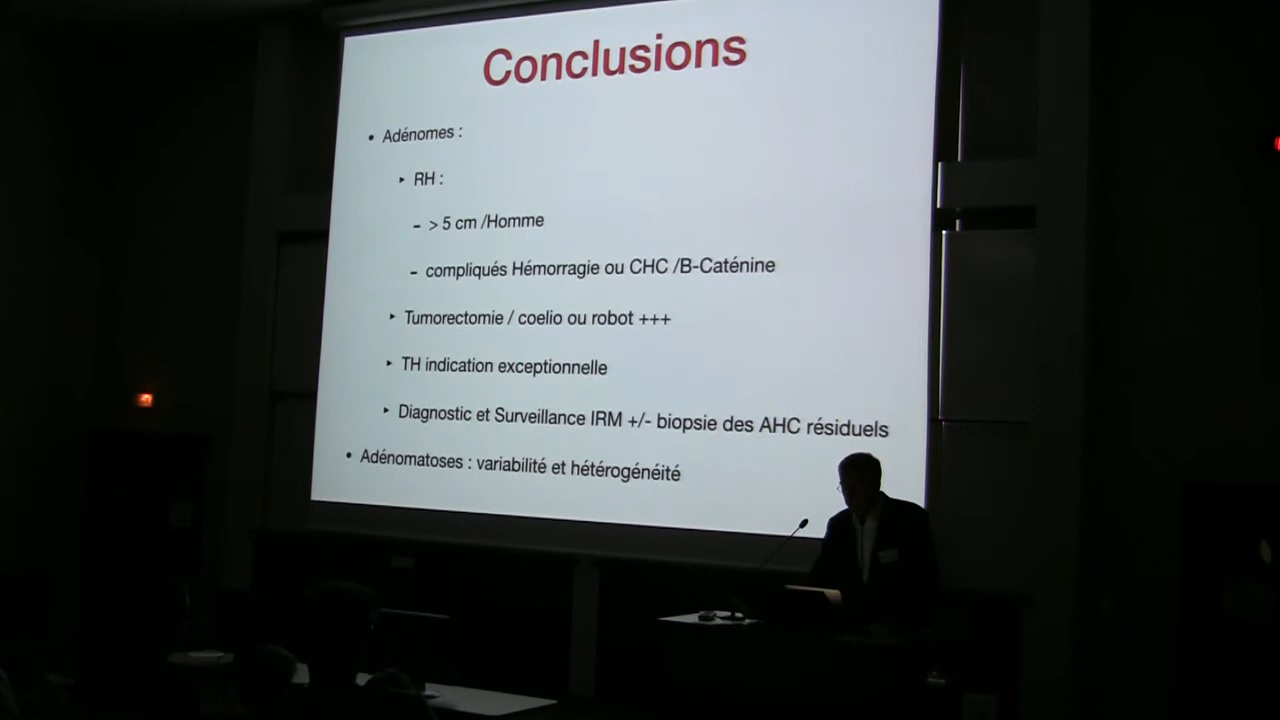 Conclusions
• Adénomes :
‣ RH :
– > 5 cm /Homme
– compliqués Hémorragie ou CHC /B-Caténine
‣ Tumorectomie / coelio ou robot +++
‣ TH indication exceptionnelle
‣ Diagnostic et Surveillance IRM +/- biopsie des AHC résiduels
• Adénomatoses : variabilité et hétérogénéité